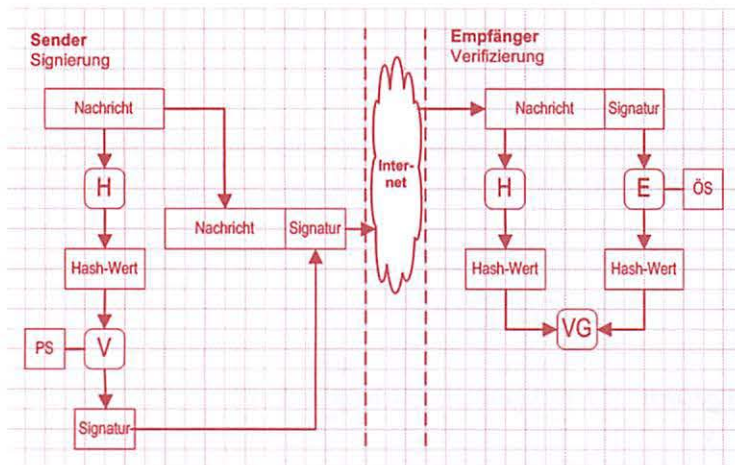 Sender
Signierung
Nachricht
H
Hash-Wert
PS
V
Signatur
Nachricht
Signatur
Inter-
net
Empfänger
Verifizierung
Nachricht
Signatur
H
E
ÖS
Hash-Wert
Hash-Wert
VG